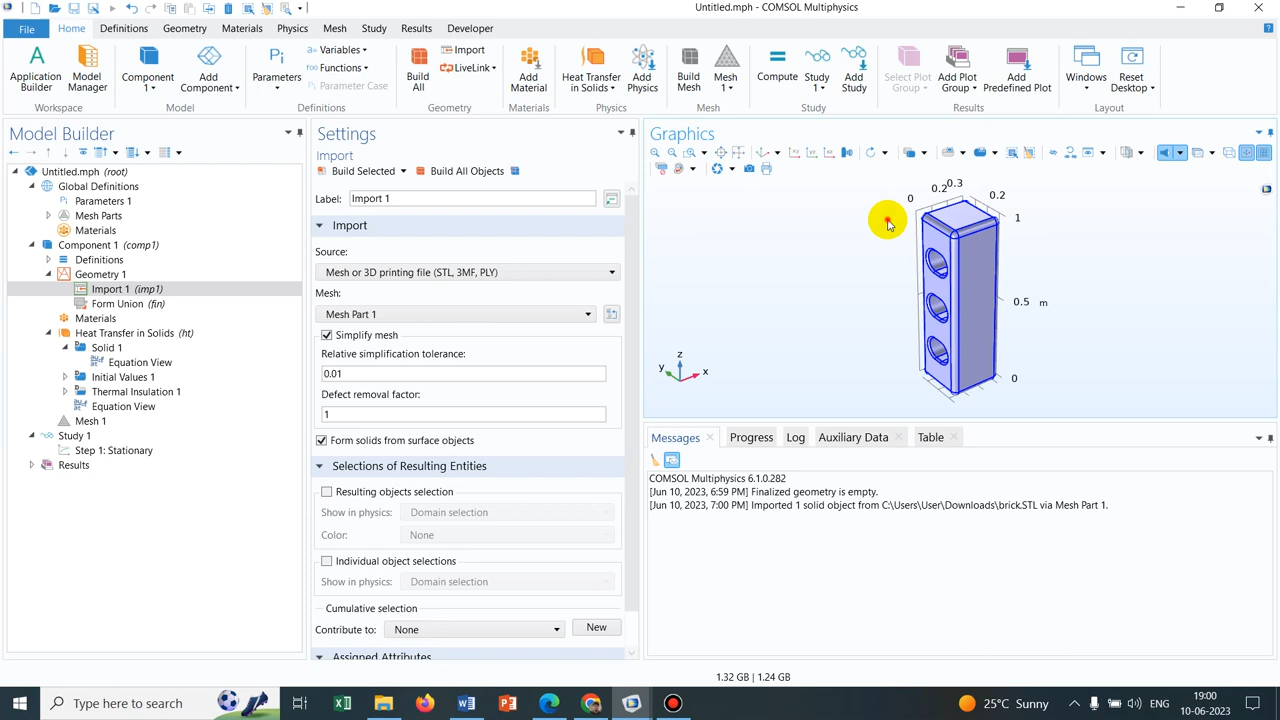 Untitled.mph - COMSOL Multiphysics
File Home Definitions Geometry Materials Physics Mesh Study Results Developer
Application Builder
Model Manager
Workspace
Component 1
Add Component
Model
Parameters
Variables
Functions
Parameter Case
Definitions
Build All
Import
LiveLink
Geometry
Add Material
Materials
Heat Transfer in Solids
Add Physics
Physics
Build Mesh
Mesh 1
Mesh
Compute
Study 1
Add Study
Study
Select Plot Group
Add Plot Group
Add Predefined Plot
Results
Windows
Reset Desktop
Layout
Model Builder
Untitled.mph (root)
Global Definitions
Parameters 1
Mesh Parts
Materials
Component 1 (comp1)
Definitions
Geometry 1
Import 1 (imp1)
Form Union (fin)
Materials
Heat Transfer in Solids (ht)
Solid 1
Equation View
Initial Values 1
Thermal Insulation 1
Equation View
Mesh 1
Study 1
Step 1: Stationary
Results
Settings
Import
Build Selected Build All Objects
Label: Import 1
Import
Source:
Mesh or 3D printing file (STL, 3MF, PLY)
Mesh:
Mesh Part 1
Simplify mesh
Relative simplification tolerance:
0.01
Defect removal factor:
1
Form solids from surface objects
Selections of Resulting Entities
Resulting objects selection
Show in physics: Domain selection
Color: None
Individual object selections
Show in physics: Domain selection
Cumulative selection
Contribute to: None New
Assigned Attributes
Graphics
0 0.2 0.3 0.2
1
0.5 m
0
z
y x
Messages Progress Log Auxiliary Data Table
COMSOL Multiphysics 6.1.0.282
[Jun 10, 2023, 6:59 PM] Finalized geometry is empty.
[Jun 10, 2023, 7:00 PM] Imported 1 solid object from C:\Users\User\Downloads\brick.STL via Mesh Part 1.
1.32 GB | 1.24 GB
Type here to search
25°C Sunny ENG 19:00
10-06-2023